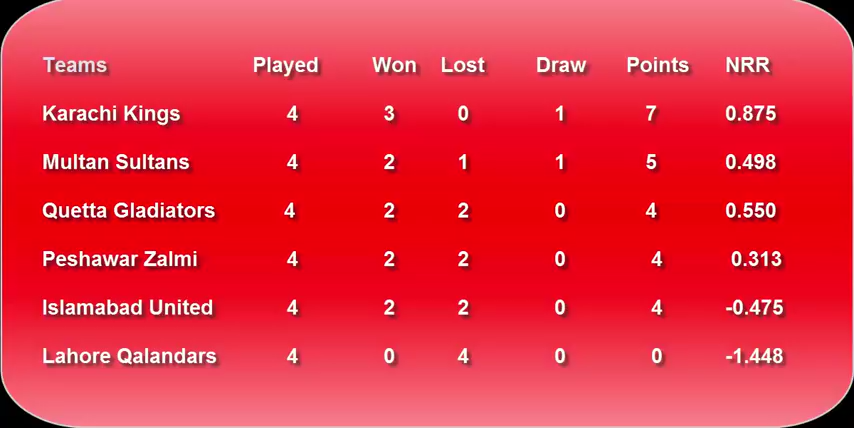 Teams Played Won Lost Draw Points NRR
Karachi Kings 4 3 0 1 7 0.875
Multan Sultans 4 2 1 1 5 0.498
Quetta Gladiators 4 2 2 0 4 0.550
Peshawar Zalmi 4 2 2 0 4 0.313
Islamabad United 4 2 2 0 4 -0.475
Lahore Qalandars 4 0 4 0 0 -1.448